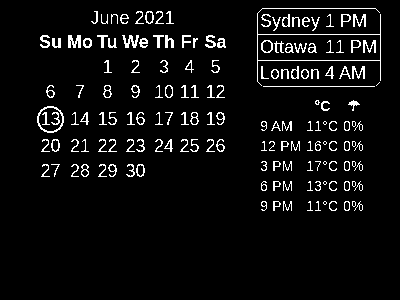 June 2021
Su Mo Tu We Th Fr Sa
1 2 3 4 5
6 7 8 9 10 11 12
13 14 15 16 17 18 19
20 21 22 23 24 25 26
27 28 29 30
Sydney 1 PM
Ottawa 11 PM
London 4 AM
°C ☂
9 AM 11°C 0%
12 PM 16°C 0%
3 PM 17°C 0%
6 PM 13°C 0%
9 PM 11°C 0%